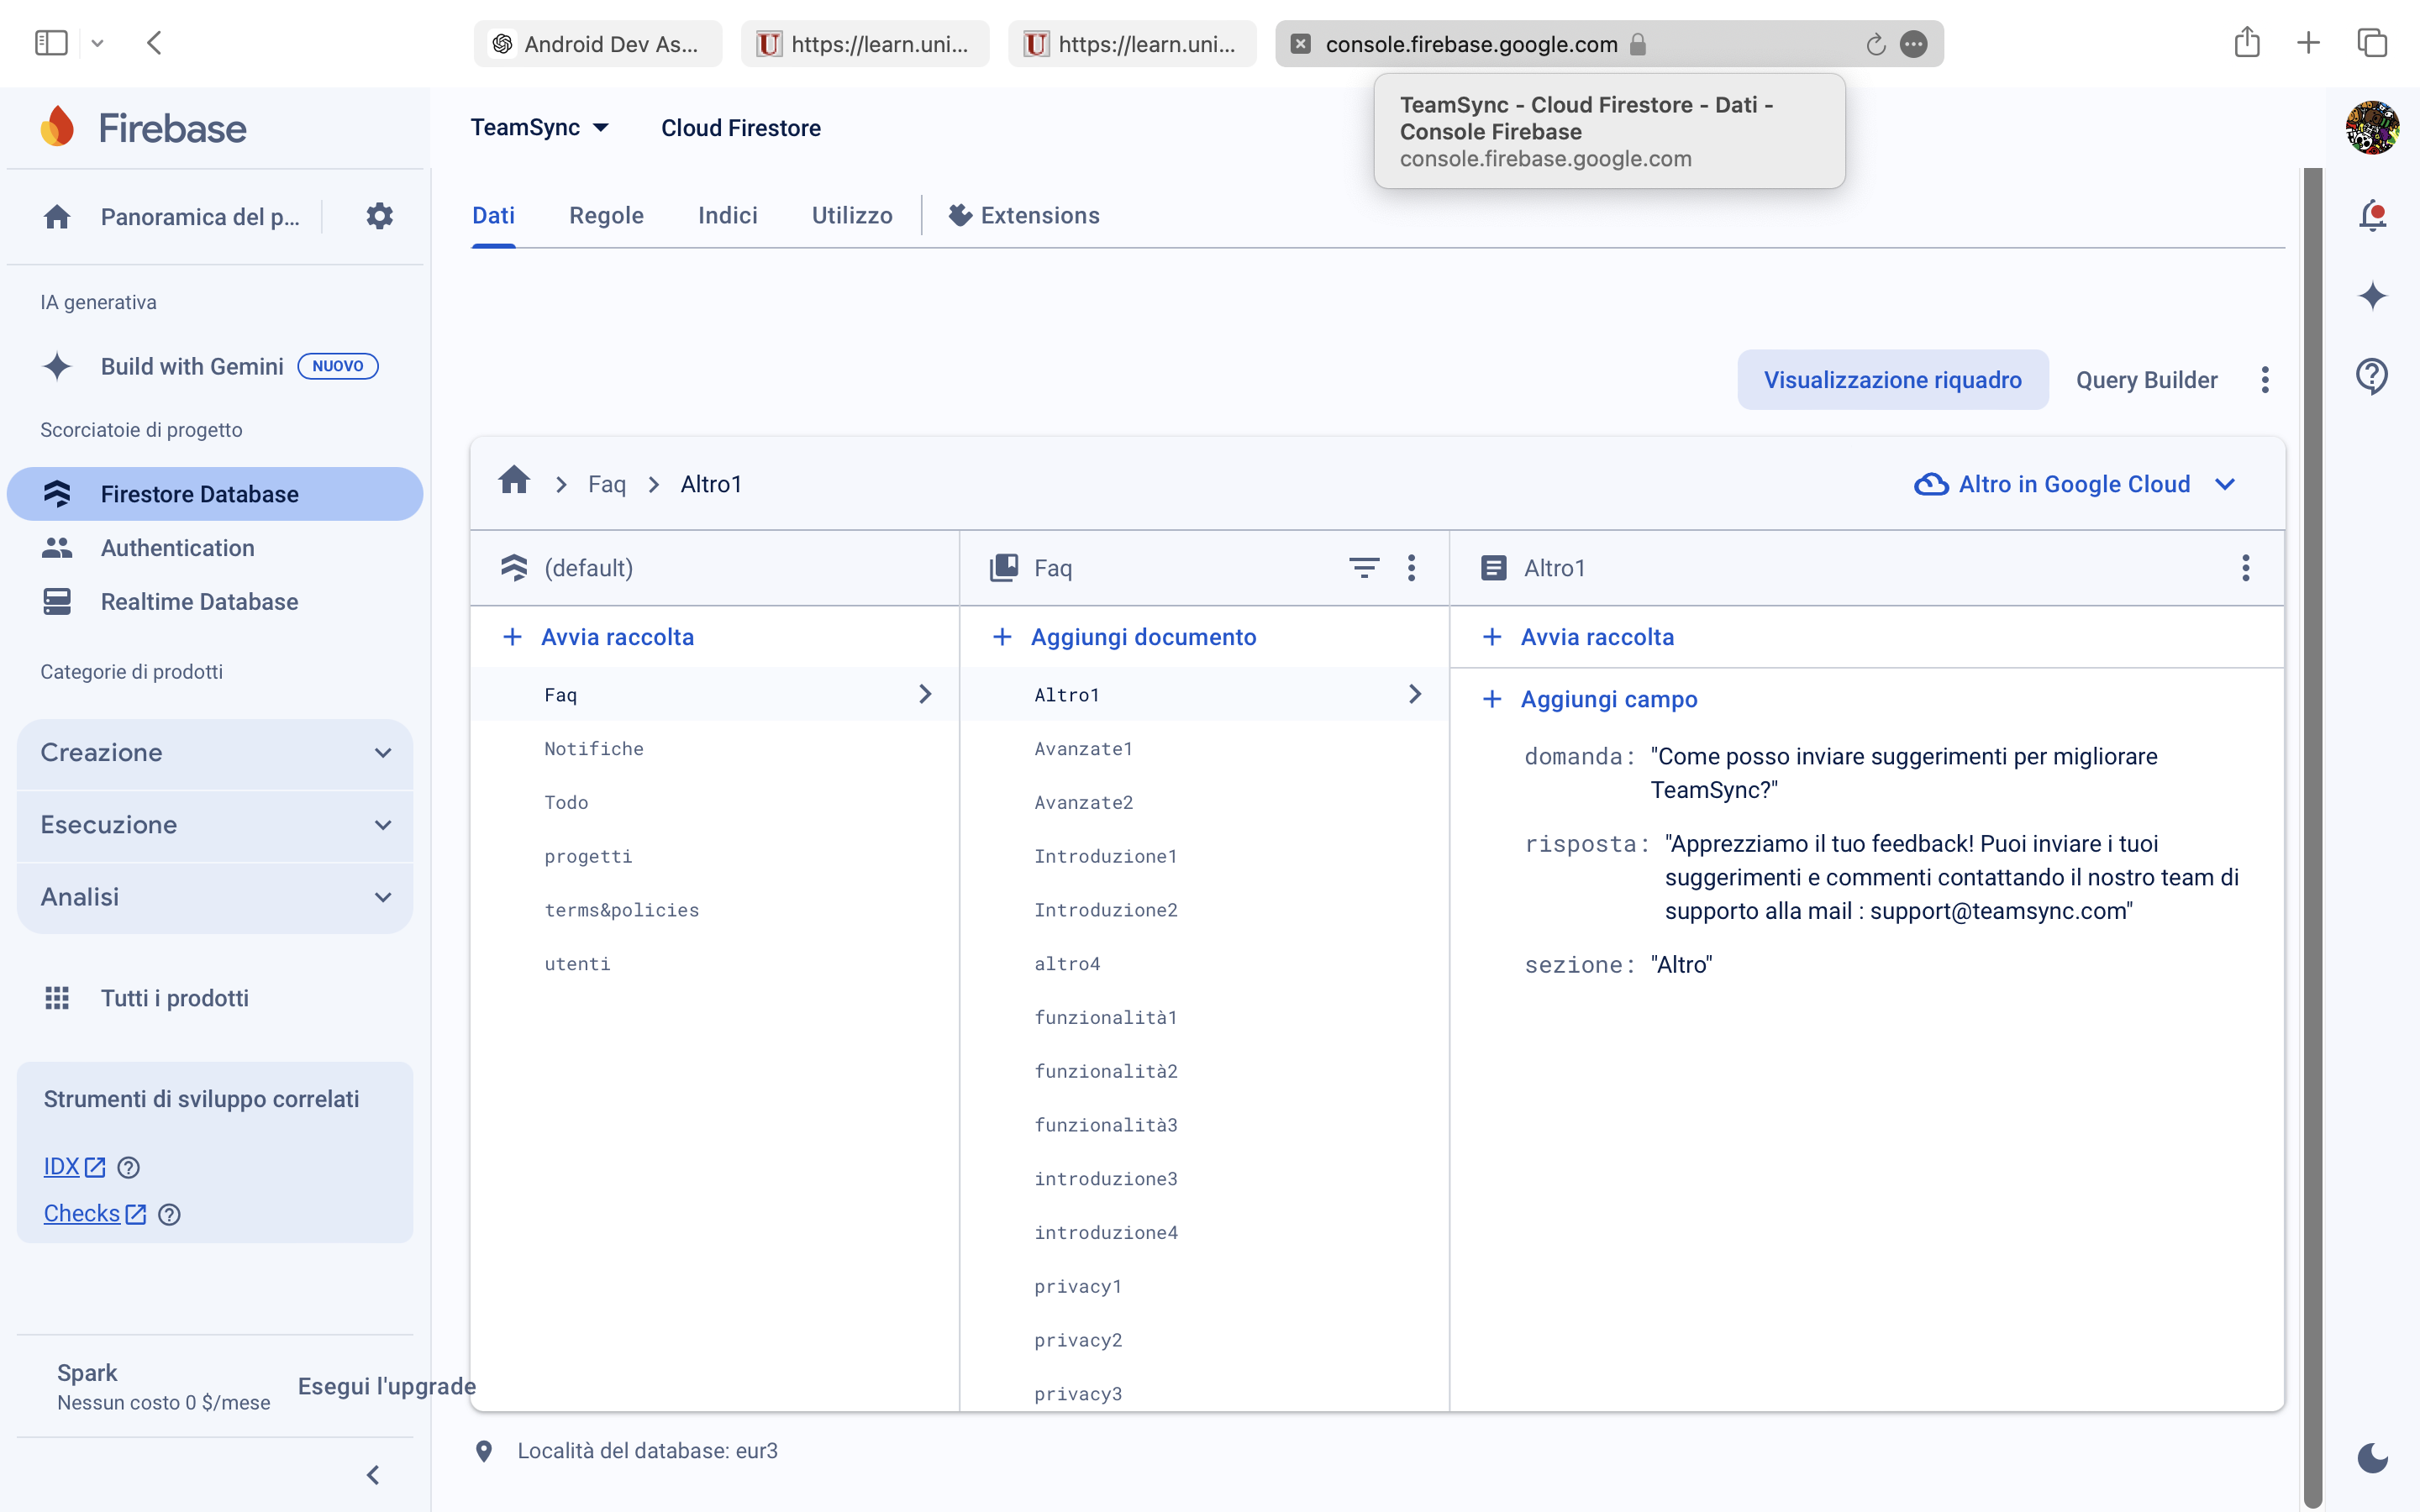 Android Dev As...
https://learn.uni...
https://learn.uni...
console.firebase.google.com
TeamSync - Cloud Firestore - Dati -
Console Firebase
console.firebase.google.com
Firebase
TeamSync
Cloud Firestore
Panoramica del p...
Dati
Regole
Indici
Utilizzo
Extensions
IA generativa
Build with Gemini
NUOVO
Scorciatoie di progetto
Firestore Database
Authentication
Realtime Database
Categorie di prodotti
Creazione
Esecuzione
Analisi
Tutti i prodotti
Strumenti di sviluppo correlati
IDX
Checks
Spark
Nessun costo 0 $/mese
Esegui l'upgrade
Visualizzazione riquadro
Query Builder
Faq
Altro1
Altro in Google Cloud
(default)
Avvia raccolta
Faq
Notifiche
Todo
progetti
terms&policies
utenti
Faq
Aggiungi documento
Altro1
Avanzate1
Avanzate2
Introduzione1
Introduzione2
altro4
funzionalità1
funzionalità2
funzionalità3
introduzione3
introduzione4
privacy1
privacy2
privacy3
Altro1
Avvia raccolta
Aggiungi campo
domanda: "Come posso inviare suggerimenti per migliorare
TeamSync?"
risposta: "Apprezziamo il tuo feedback! Puoi inviare i tuoi
suggerimenti e commenti contattando il nostro team di
supporto alla mail : support@teamsync.com"
sezione: "Altro"
Località del database: eur3